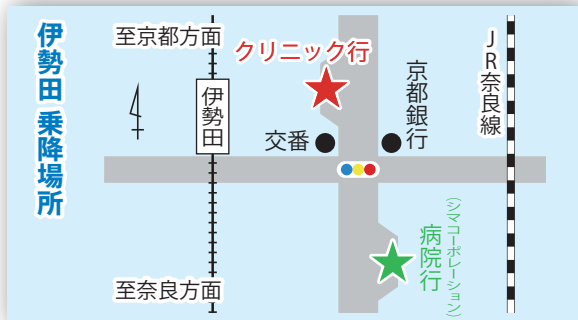 伊勢田 乗降場所
至京都方面
クリニック行
JR奈良線
伊勢田
京都銀行
交番
病院行
(シマコーポレーション)
至奈良方面